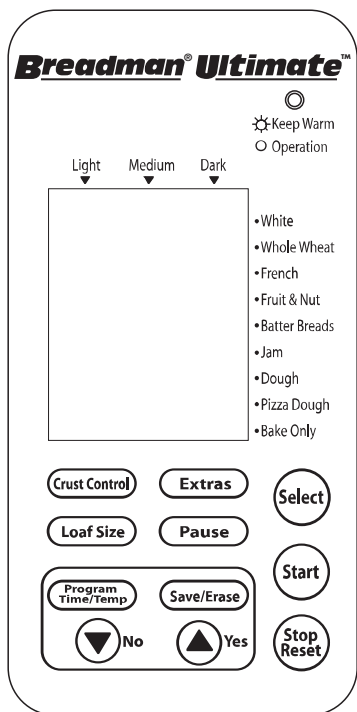 Breadman® Ultimate™
Keep Warm
Operation
Light Medium Dark
•White
•Whole Wheat
•French
•Fruit & Nut
•Batter Breads
•Jam
•Dough
•Pizza Dough
•Bake Only
Crust Control
Extras
Select
Loaf Size
Pause
Start
Program
Time/Temp
Save/Erase
No
Yes
Stop
Reset